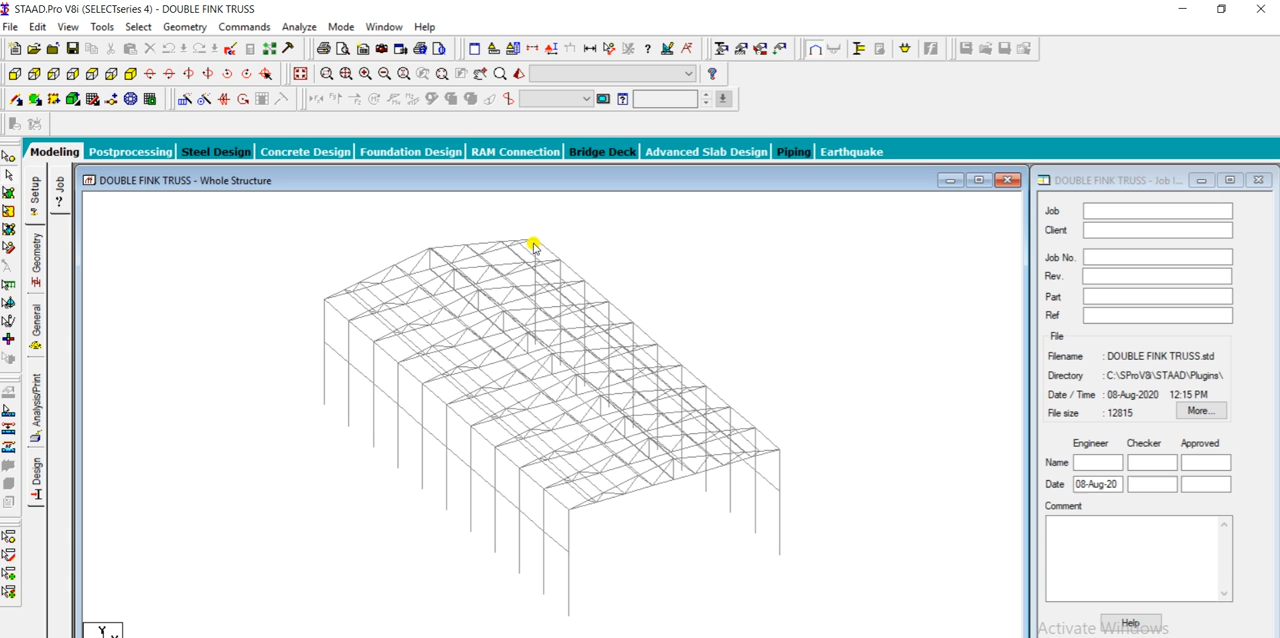 STAAD.Pro V8i (SELECTseries 4) - DOUBLE FINK TRUSS
File Edit View Tools Select Geometry Commands Analyze Mode Window Help
Modeling Postprocessing Steel Design Concrete Design Foundation Design RAM Connection Bridge Deck Advanced Slab Design Piping Earthquake
Setup
Geometry
General
Analysis/Print
Design
Job
DOUBLE FINK TRUSS - Whole Structure
DOUBLE FINK TRUSS - Job I...
Job
Client
Job No.
Rev.
Part
Ref
File
Filename : DOUBLE FINK TRUSS.std
Directory : C:\SProV8i\STAAD\Plugins\
Date / Time : 08-Aug-2020 12:15 PM
File size : 12815 More...
Engineer Checker Approved
Name
Date 08-Aug-20
Comment
Help
Activate Windows
Y